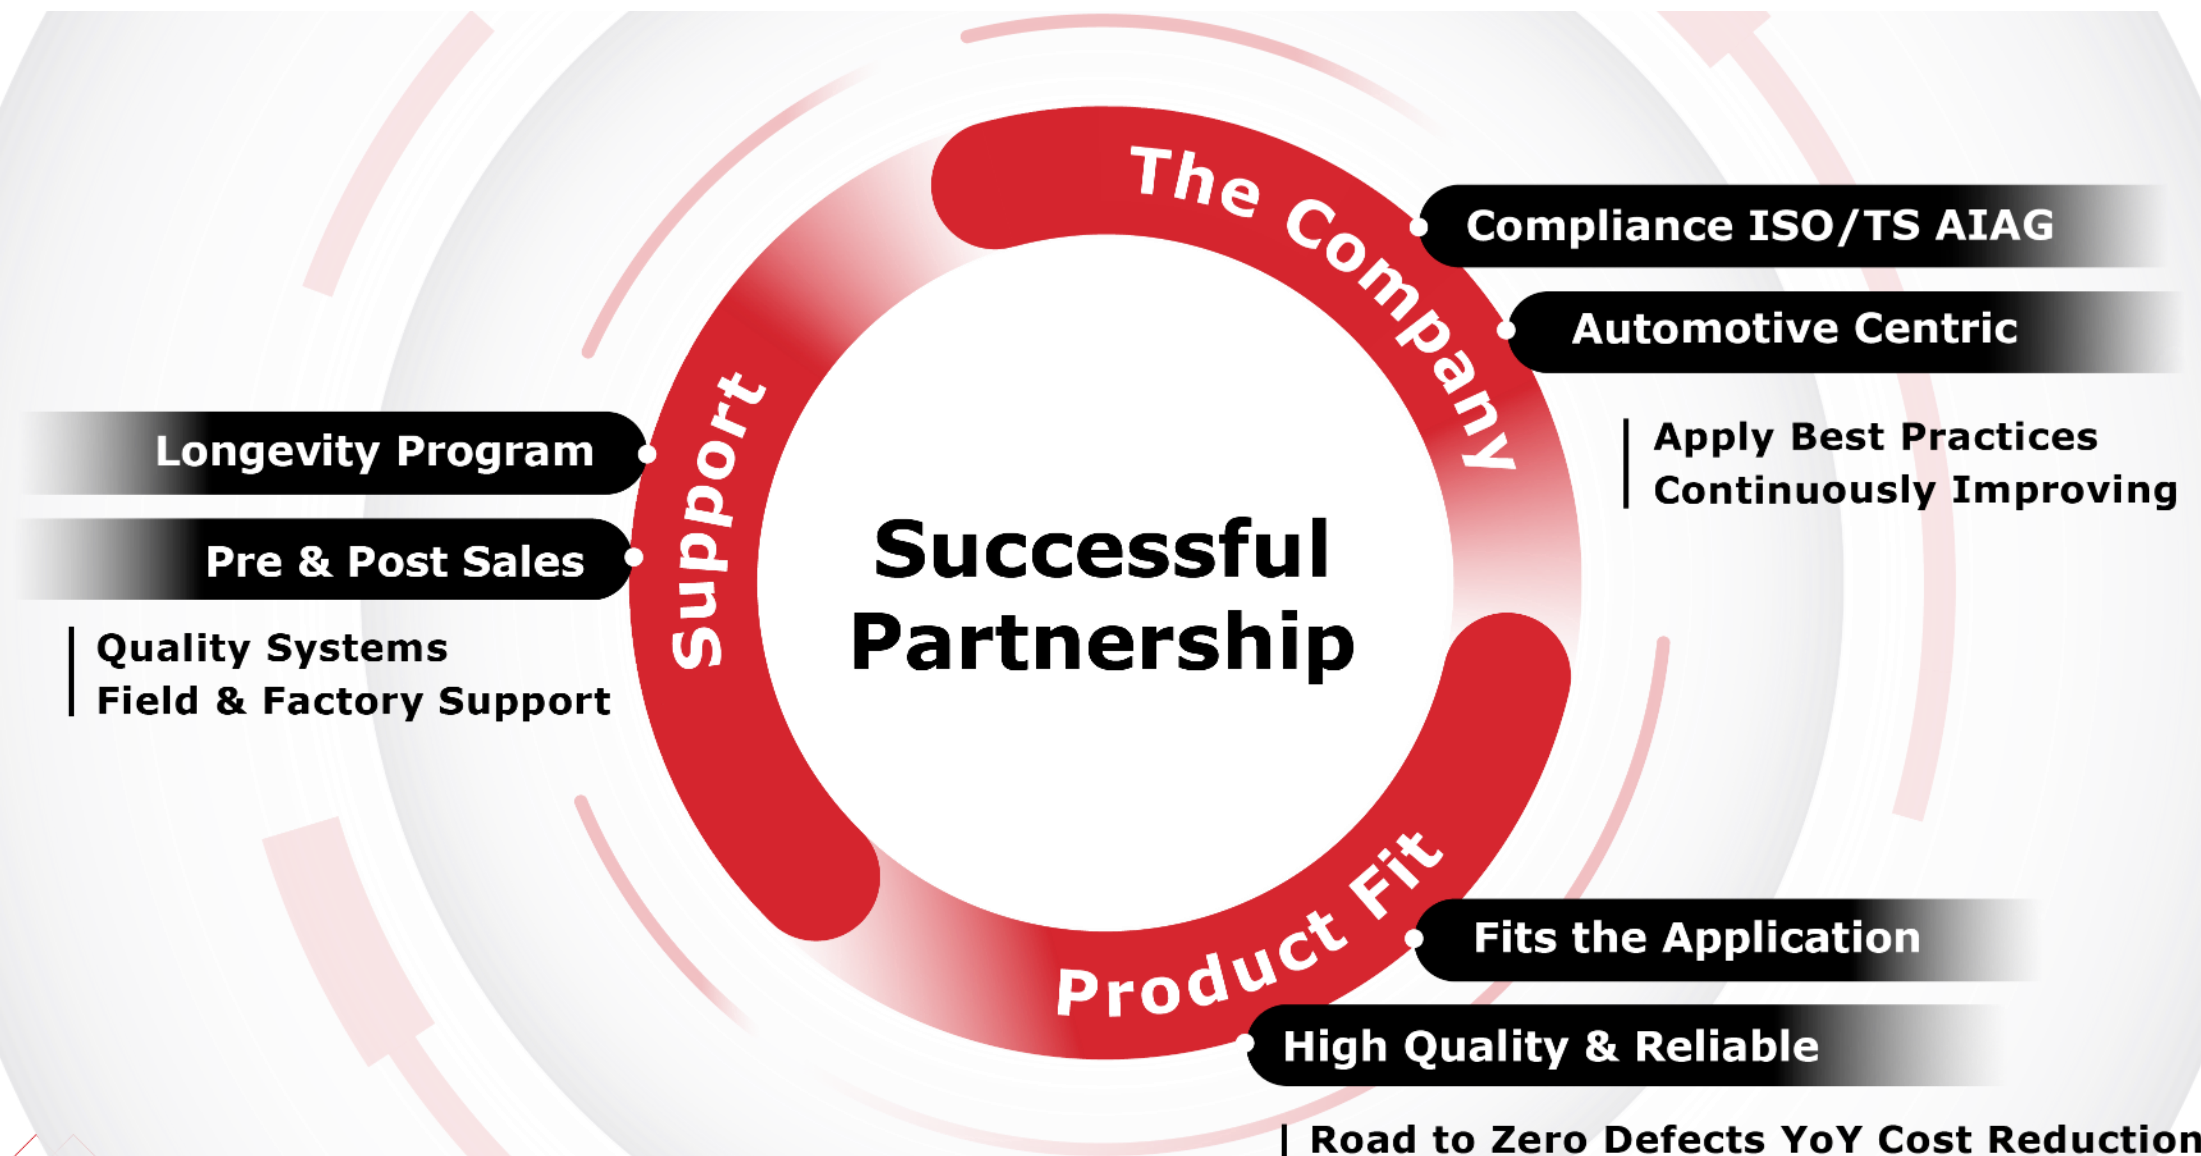 The Company
Compliance ISO/TS AIAG
Automotive Centric
Apply Best Practices
Continuously Improving
Support
Longevity Program
Pre & Post Sales
Quality Systems
Field & Factory Support
Successful
Partnership
Product Fit
Fits the Application
High Quality & Reliable
Road to Zero Defects YoY Cost Reduction